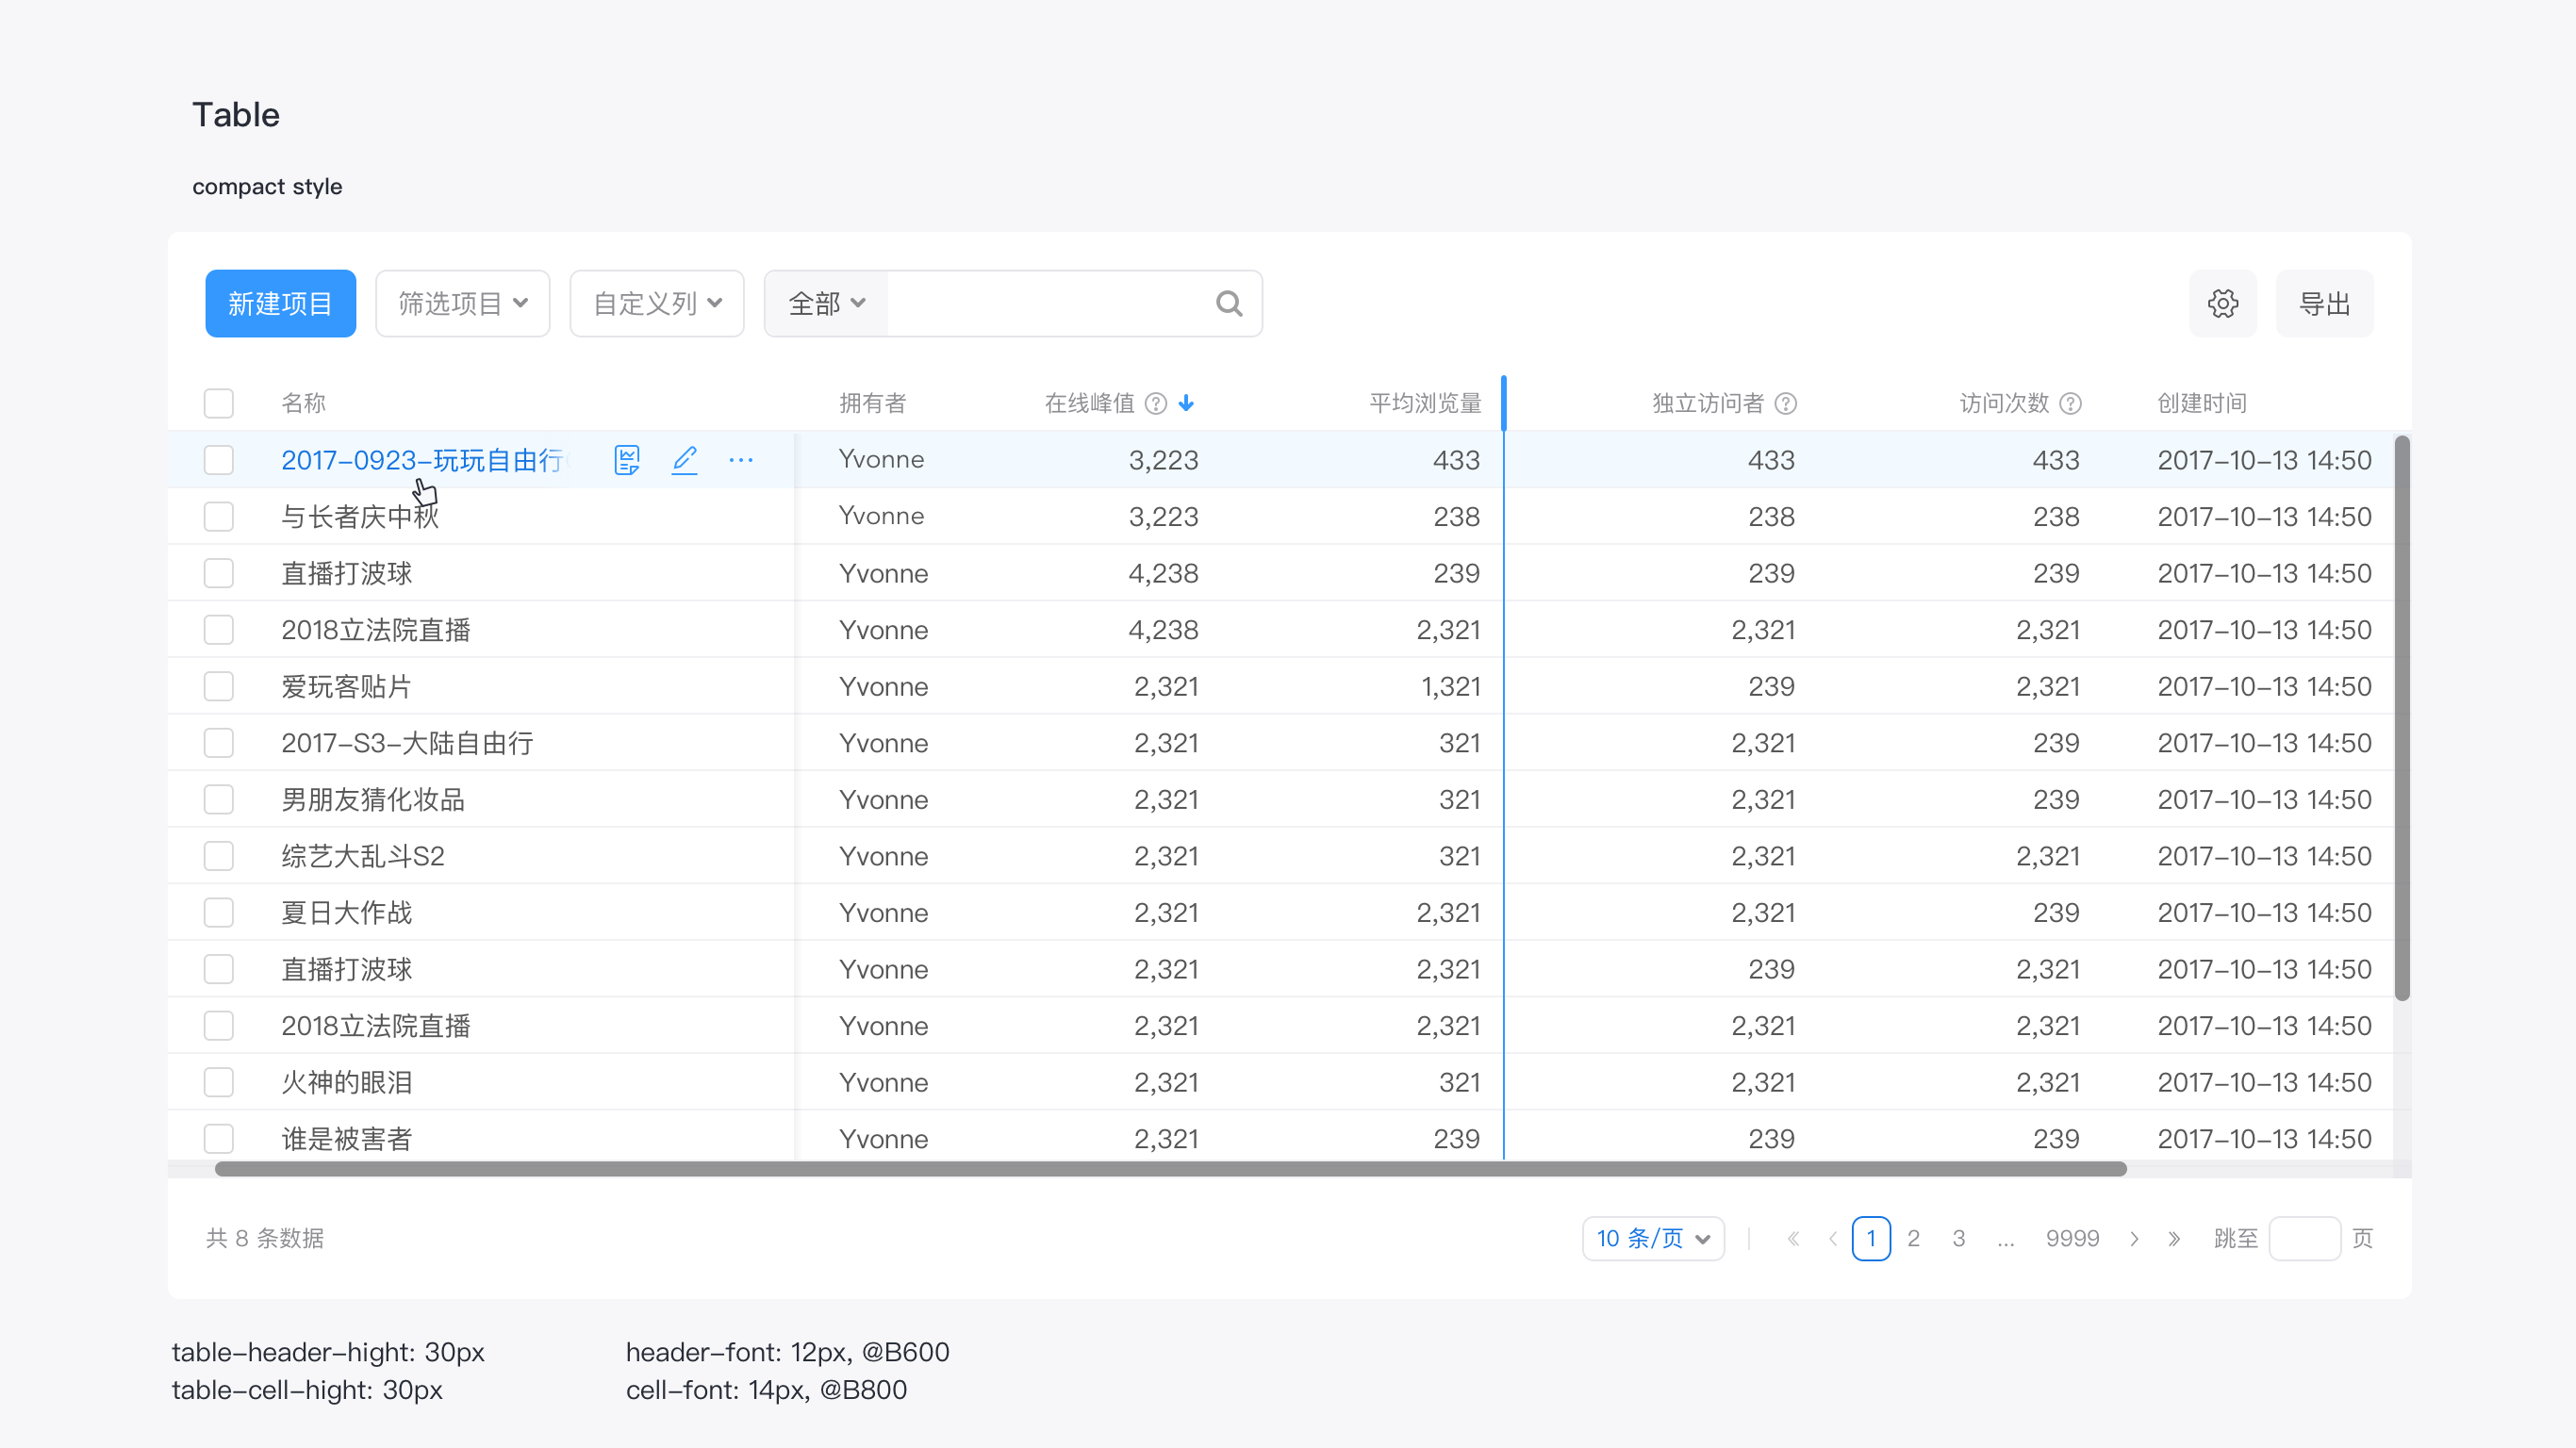 Table
compact style
新建项目 筛选项目 自定义列 全部 导出
名称 拥有者 在线峰值 ? 平均浏览量 独立访问者 ? 访问次数 ? 创建时间
2017-0923-玩玩自由行 ... Yvonne 3,223 433 433 433 2017-10-13 14:50
与长者庆中秋 Yvonne 3,223 238 238 238 2017-10-13 14:50
直播打波球 Yvonne 4,238 239 239 239 2017-10-13 14:50
2018立法院直播 Yvonne 4,238 2,321 2,321 2,321 2017-10-13 14:50
爱玩客贴片 Yvonne 2,321 1,321 239 2,321 2017-10-13 14:50
2017-S3-大陆自由行 Yvonne 2,321 321 2,321 239 2017-10-13 14:50
男朋友猜化妆品 Yvonne 2,321 321 2,321 239 2017-10-13 14:50
综艺大乱斗S2 Yvonne 2,321 321 2,321 2,321 2017-10-13 14:50
夏日大作战 Yvonne 2,321 2,321 2,321 239 2017-10-13 14:50
直播打波球 Yvonne 2,321 2,321 239 2,321 2017-10-13 14:50
2018立法院直播 Yvonne 2,321 2,321 2,321 2,321 2017-10-13 14:50
火神的眼泪 Yvonne 2,321 321 2,321 2,321 2017-10-13 14:50
谁是被害者 Yvonne 2,321 239 239 239 2017-10-13 14:50
共 8 条数据 10 条/页 « ‹ 1 2 3 ... 9999 › » 跳至 页
table-header-hight: 30px header-font: 12px, @B600
table-cell-hight: 30px cell-font: 14px, @B800